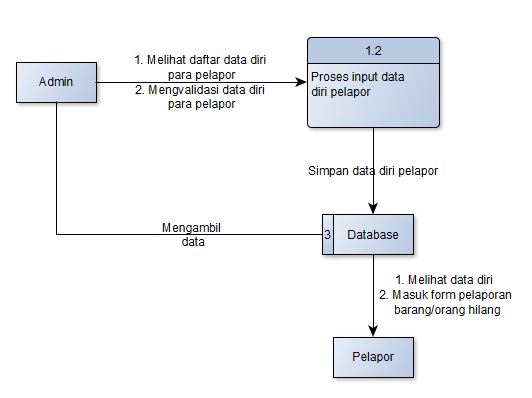 1.2
1. Melihat daftar data diri
para pelapor
2. Mengvalidasi data diri
para pelapor
Admin
Proses input data
diri pelapor
Simpan data diri pelapor
Mengambil
data
3
Database
1. Melihat data diri
2. Masuk form pelaporan
barang/orang hilang
Pelapor